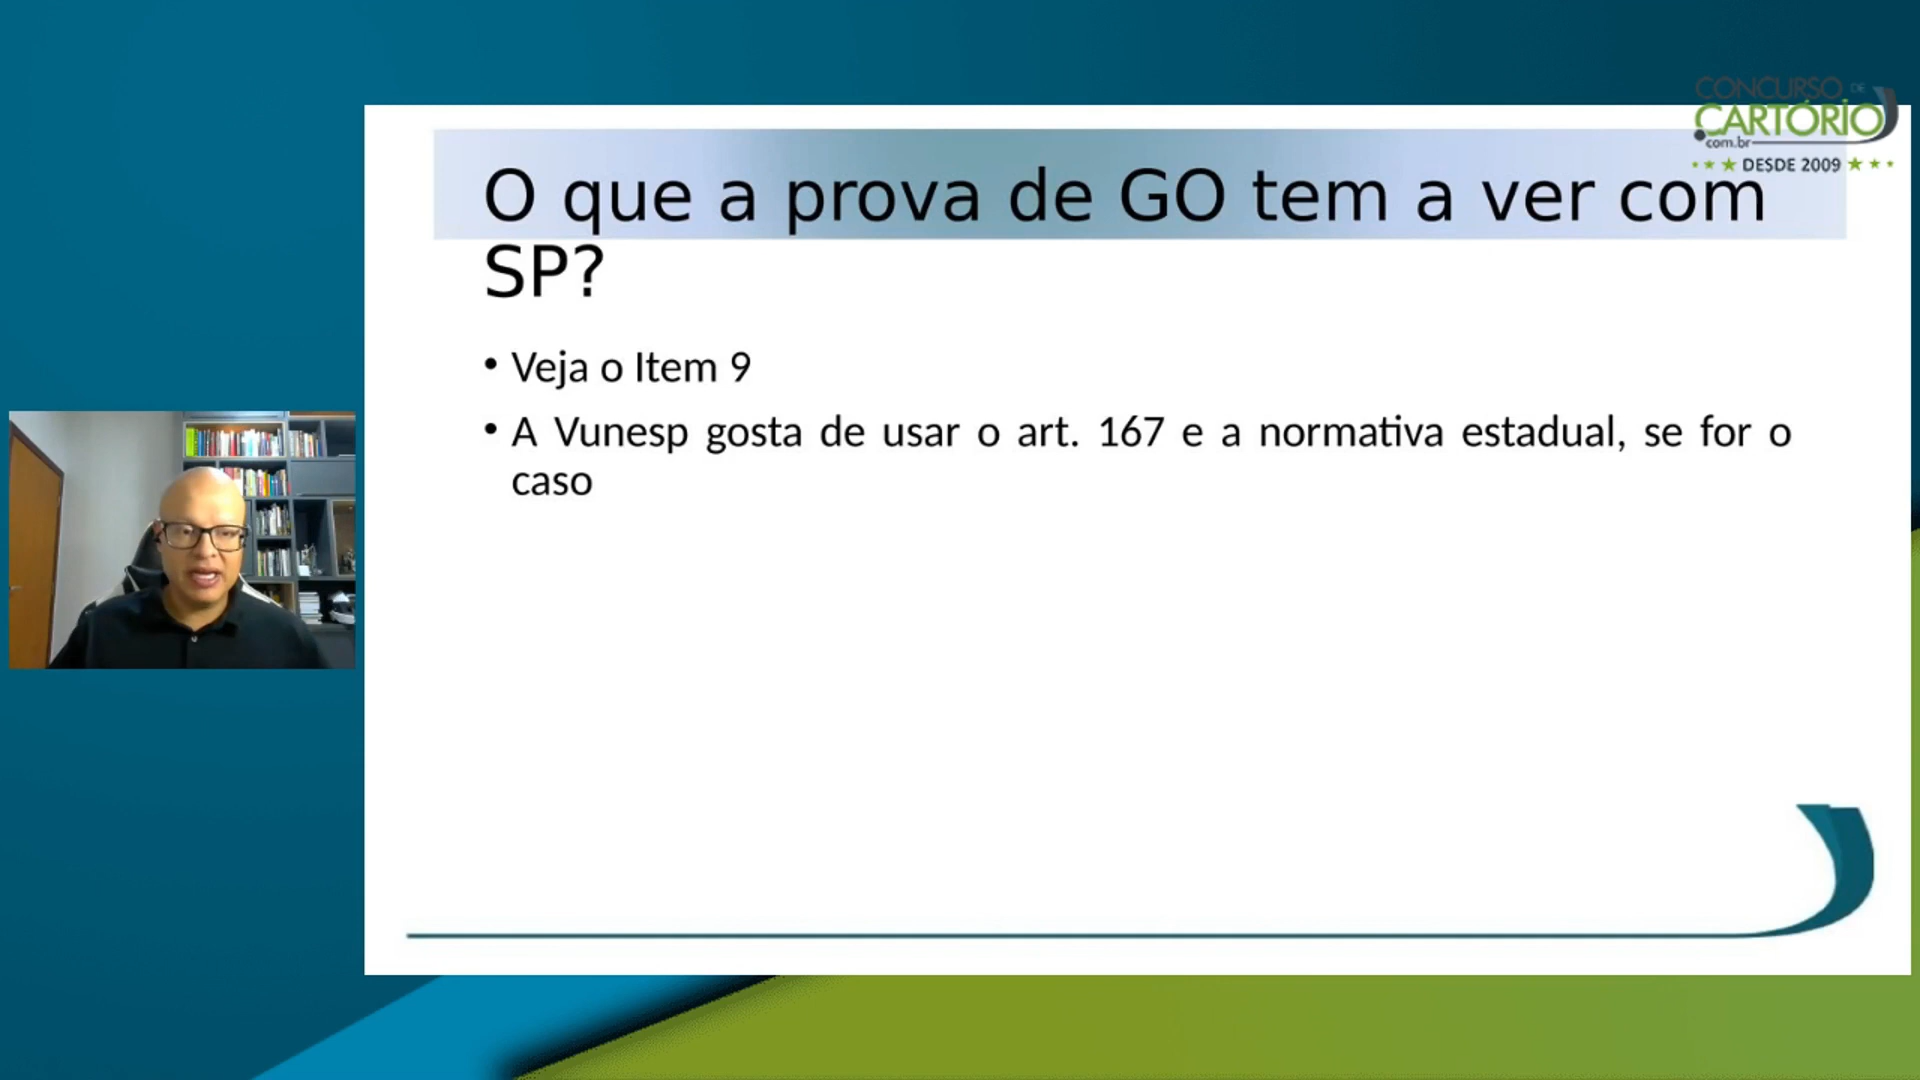 CONCURSO DE
CARTÓRIO
.com.br
DESDE 2009
O que a prova de GO tem a ver com
SP?
• Veja o Item 9
• A Vunesp gosta de usar o art. 167 e a normativa estadual, se for o
caso